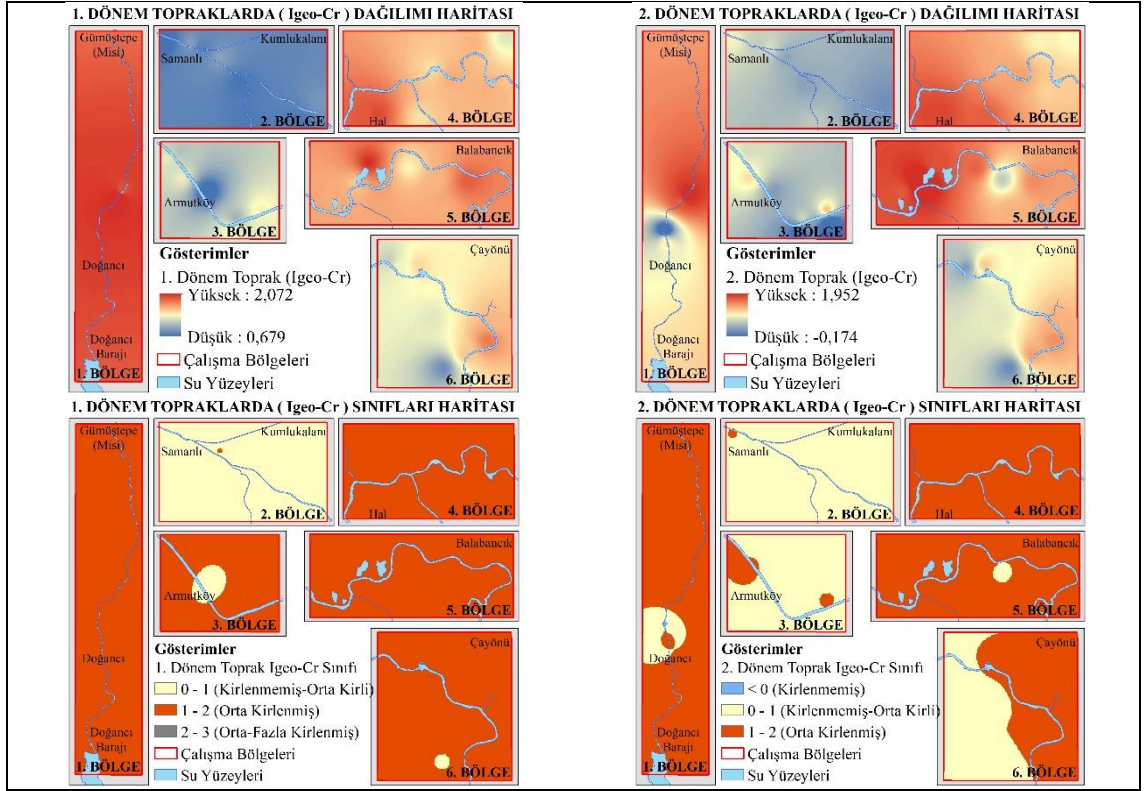 1. DÖNEM TOPRAKLARDA ( Igeo-Cr ) DAĞILIMI HARİTASI
Gümüştepe
(Misi)
Kumlukalanı
Samanlı
2. BÖLGE
Hal
4. BÖLGE
Armutköy
3. BÖLGE
Balabancık
5. BÖLGE
Doğancı
Doğancı
Barajı
1. BÖLGE
Çayönü
6. BÖLGE
Gösterimler
1. Dönem Toprak (Igeo-Cr)
Yüksek : 2,072
Düşük : 0,679
Çalışma Bölgeleri
Su Yüzeyleri
2. DÖNEM TOPRAKLARDA ( Igeo-Cr ) DAĞILIMI HARİTASI
Gümüştepe
(Misi)
Kumlukalanı
Samanlı
2. BÖLGE
Hal
4. BÖLGE
Armutköy
3. BÖLGE
Balabancık
5. BÖLGE
Doğancı
Doğancı
Barajı
1. BÖLGE
Çayönü
6. BÖLGE
Gösterimler
2. Dönem Toprak (Igeo-Cr)
Yüksek : 1,952
Düşük : -0,174
Çalışma Bölgeleri
Su Yüzeyleri
1. DÖNEM TOPRAKLARDA ( Igeo-Cr ) SINIFLARI HARİTASI
Gümüştepe
(Misi)
Kumlukalanı
Samanlı
2. BÖLGE
Hal
4. BÖLGE
Armutköy
3. BÖLGE
Balabancık
5. BÖLGE
Doğancı
Doğancı
Barajı
1. BÖLGE
Çayönü
6. BÖLGE
Gösterimler
1. Dönem Toprak Igeo-Cr Sınıfı
0 - 1 (Kirlenmemiş-Orta Kirli)
1 - 2 (Orta Kirlenmiş)
2 - 3 (Orta-Fazla Kirlenmiş)
Çalışma Bölgeleri
Su Yüzeyleri
2. DÖNEM TOPRAKLARDA ( Igeo-Cr ) SINIFLARI HARİTASI
Gümüştepe
(Misi)
Kumlukalanı
Samanlı
2. BÖLGE
Hal
4. BÖLGE
Armutköy
3. BÖLGE
Balabancık
5. BÖLGE
Doğancı
Doğancı
Barajı
1. BÖLGE
Çayönü
6. BÖLGE
Gösterimler
2. Dönem Toprak Igeo-Cr Sınıfı
< 0 (Kirlenmemiş)
0 - 1 (Kirlenmemiş-Orta Kirli)
1 - 2 (Orta Kirlenmiş)
Çalışma Bölgeleri
Su Yüzeyleri